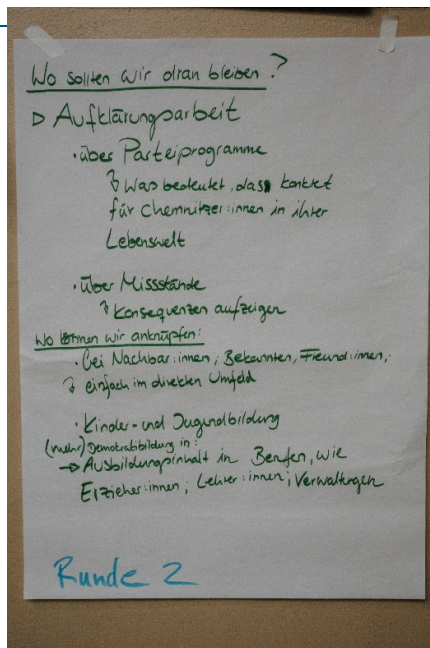 Wo sollten wir dran bleiben?
▷ Aufklärungsarbeit
· über Parteiprogramme
↳ Was bedeutet das konkret
für Chemnitzer:innen in ihrer
Lebenswelt
· über Missstände
↳ Konsequenzen aufzeigen
Wo können wir anknüpfen:
· bei Nachbar:innen, Bekannten, Freund:innen,
↳ einfach im direkten Umfeld
· Kinder- und Jugendbildung
(mehr) Demokratiebildung in:
→ Ausbildungsinhalt in Berufen, wie
Erzieher:innen, Lehrer:innen, Verwaltungen
Runde 2